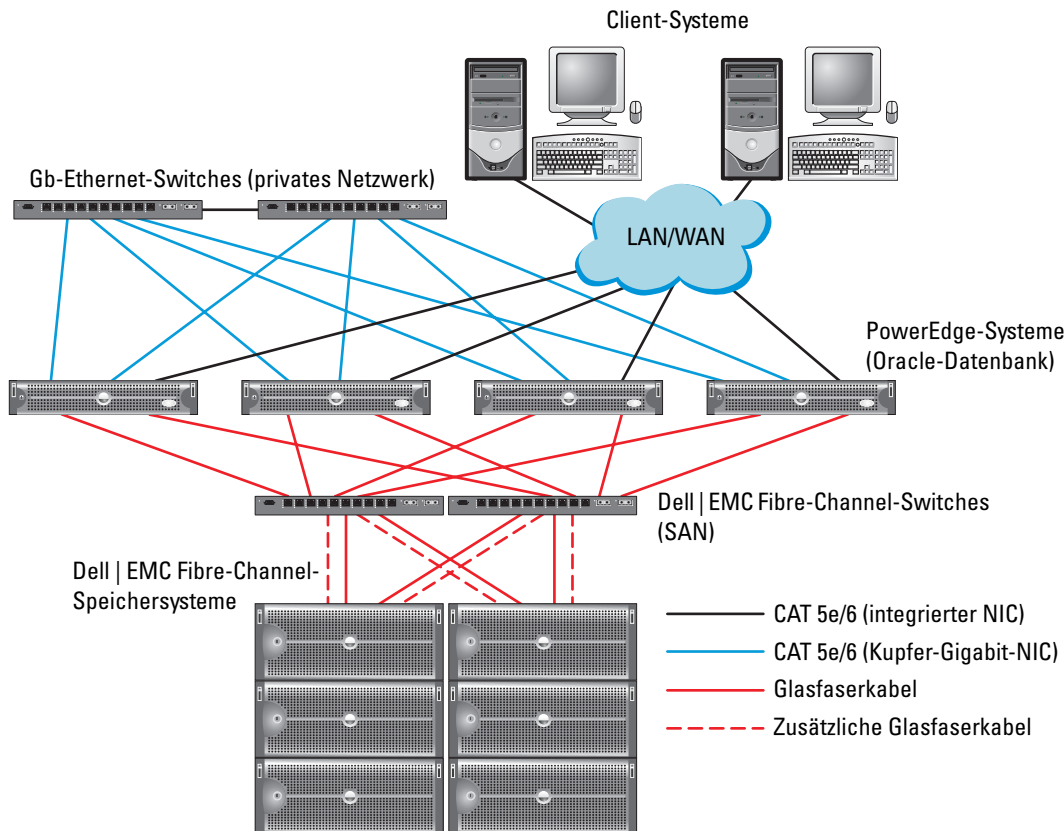 Client-Systeme
Gb-Ethernet-Switches (privates Netzwerk)
LAN/WAN
PowerEdge-Systeme
(Oracle-Datenbank)
Dell | EMC Fibre-Channel-Switches
(SAN)
Dell | EMC Fibre-Channel-
Speichersysteme
CAT 5e/6 (integrierter NIC)
CAT 5e/6 (Kupfer-Gigabit-NIC)
Glasfaserkabel
Zusätzliche Glasfaserkabel